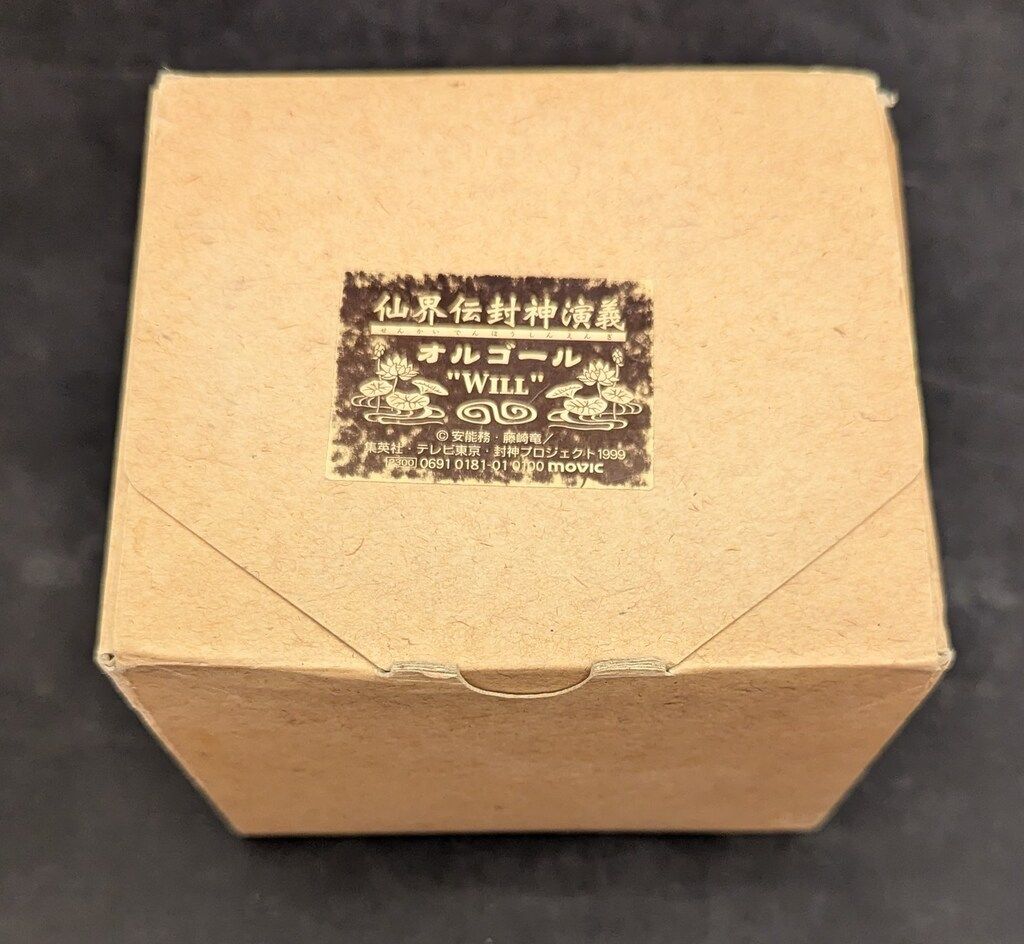 仙界伝封神演義
せんかいでんほうしんえんぎ
オルゴール
"WILL"
© 安能務・藤崎竜/
集英社・テレビ東京・封神プロジェクト1999
[2300] 0691 0181-01 0100 movic